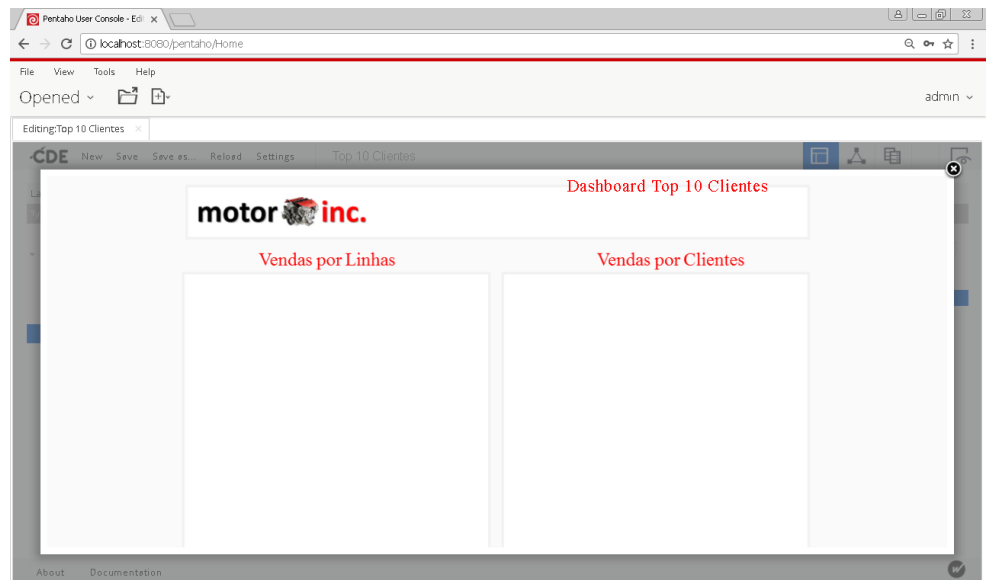 Pentaho User Console - Edi
localhost:8080/pentaho/Home
File View Tools Help
Opened
admin
Editing:Top 10 Clientes
CDE New Save Save as... Reload Settings Top 10 Clientes
La
Dashboard Top 10 Clientes
motor inc.
Vendas por Linhas Vendas por Clientes
About Documentation